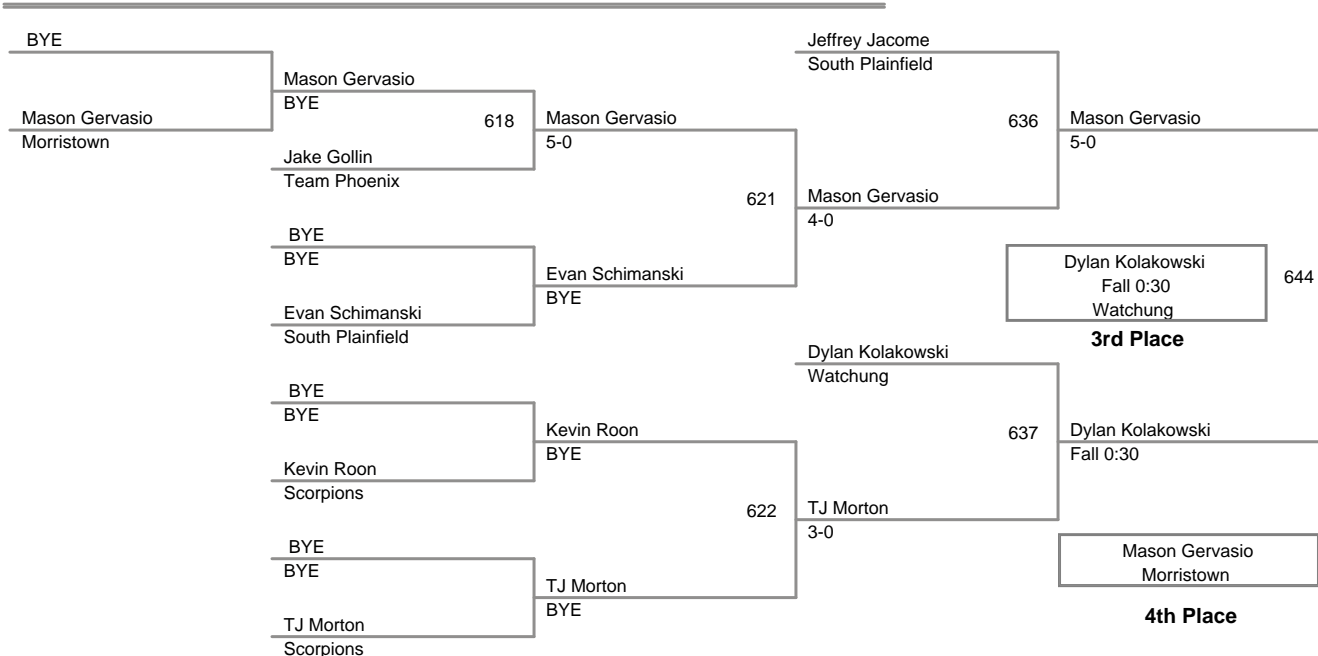 BYE
Mason Gervasio
Morristown
Mason Gervasio
BYE
618
Jake Gollin
Team Phoenix
Mason Gervasio
5-0
BYE
BYE
Evan Schimanski
South Plainfield
Evan Schimanski
BYE
621
Jeffrey Jacome
South Plainfield
Mason Gervasio
4-0
636
Mason Gervasio
5-0
Dylan Kolakowski
Fall 0:30
Watchung
644
3rd Place
BYE
BYE
Kevin Roon
Scorpions
Kevin Roon
BYE
BYE
BYE
TJ Morton
Scorpions
TJ Morton
BYE
622
Dylan Kolakowski
Watchung
TJ Morton
3-0
637
Dylan Kolakowski
Fall 0:30
Mason Gervasio
Morristown
4th Place